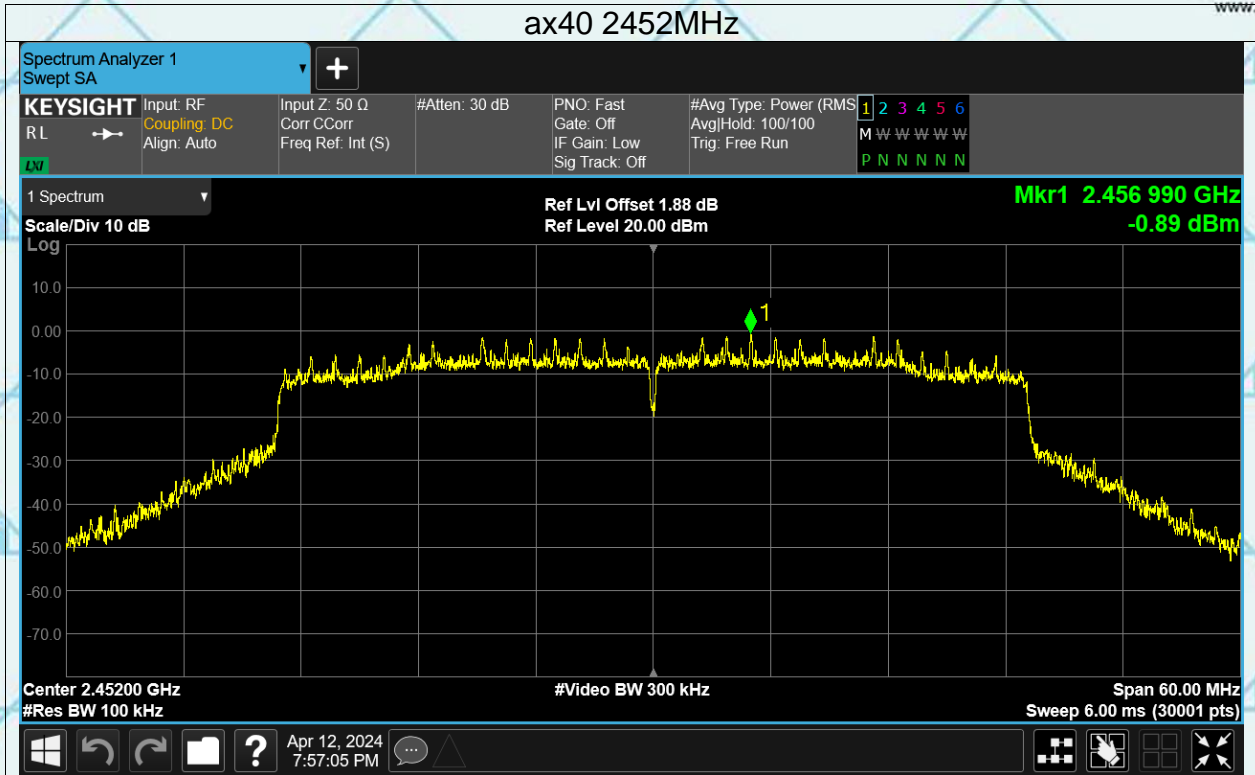 www.
ax40 2452MHz
Spectrum Analyzer 1
Swept SA
KEYSIGHT
R L
LXI
Input: RF
Coupling: DC
Align: Auto
Input Z: 50 Ω
Corr CCorr
Freq Ref: Int (S)
#Atten: 30 dB
PNO: Fast
Gate: Off
IF Gain: Low
Sig Track: Off
#Avg Type: Power (RMS
Avg|Hold: 100/100
Trig: Free Run
1 2 3 4 5 6
M W W W W W
P N N N N N
1 Spectrum
Scale/Div 10 dB
Ref Lvl Offset 1.88 dB
Ref Level 20.00 dBm
Mkr1 2.456 990 GHz
-0.89 dBm
Log
10.0
0.00
-10.0
-20.0
-30.0
-40.0
-50.0
-60.0
-70.0
1
Center 2.45200 GHz
#Video BW 300 kHz
Span 60.00 MHz
#Res BW 100 kHz
Sweep 6.00 ms (30001 pts)
?
Apr 12, 2024
7:57:05 PM